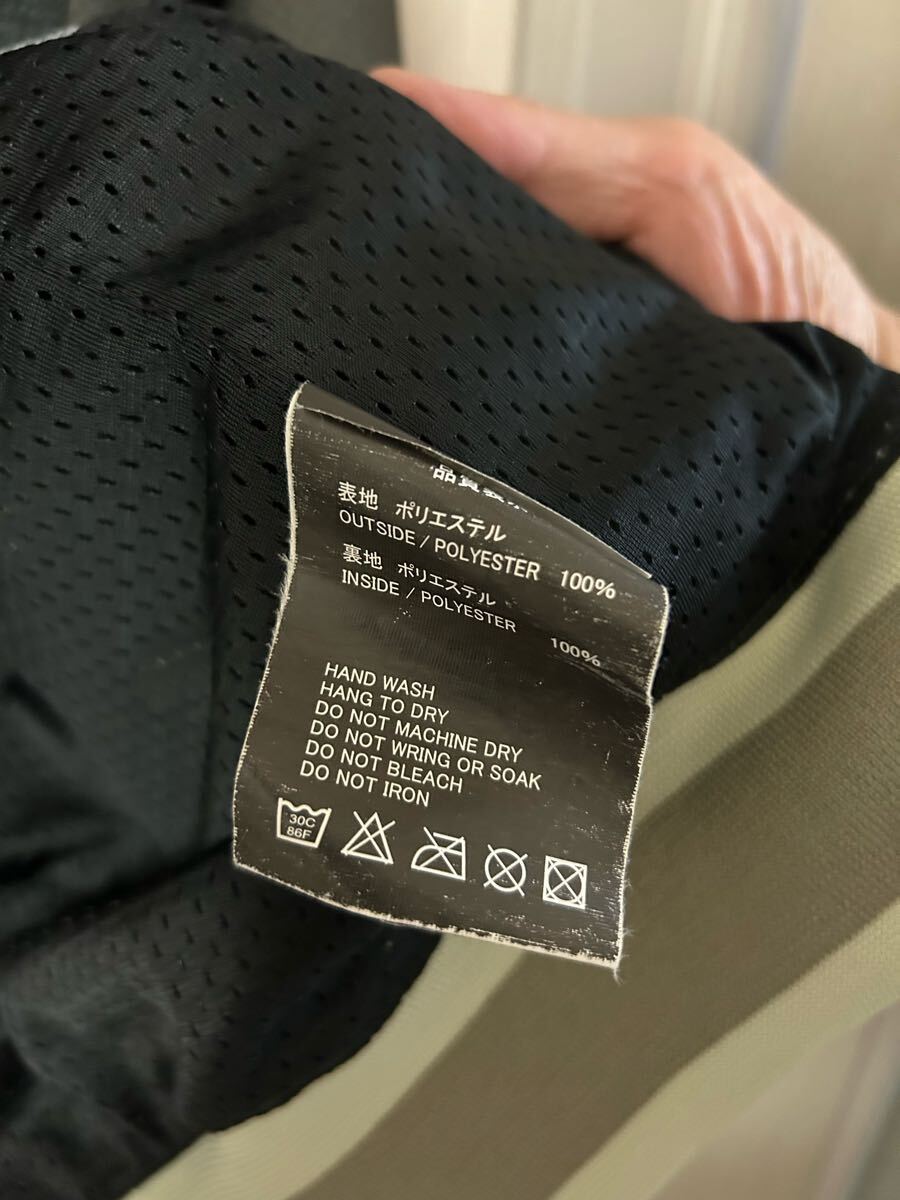 表地 ポリエステル
OUTSIDE / POLYESTER 100%
裏地 ポリエステル
INSIDE / POLYESTER 100%
HAND WASH
HANG TO DRY
DO NOT MACHINE DRY
DO NOT WRING OR SOAK
DO NOT BLEACH
DO NOT IRON
30C
86F